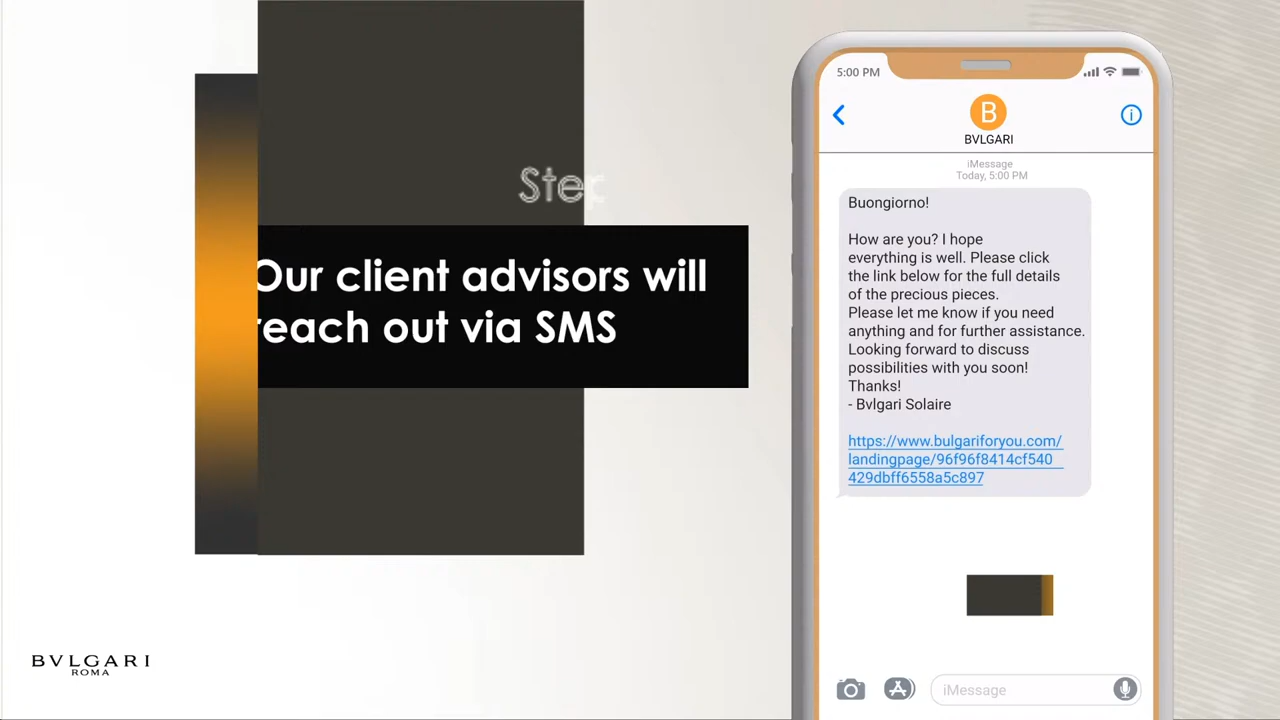 Step
Our client advisors will
reach out via SMS
BVLGARI
ROMA
5:00 PM
B
BVLGARI
iMessage
Today, 5:00 PM
Buongiorno!
How are you? I hope
everything is well. Please click
the link below for the full details
of the precious pieces.
Please let me know if you need
anything and for further assistance.
Looking forward to discuss
possibilities with you soon!
Thanks!
- Bvlgari Solaire
https://www.bulgariforyou.com/
landingpage/96f96f8414cf540
429dbff6558a5c897
iMessage